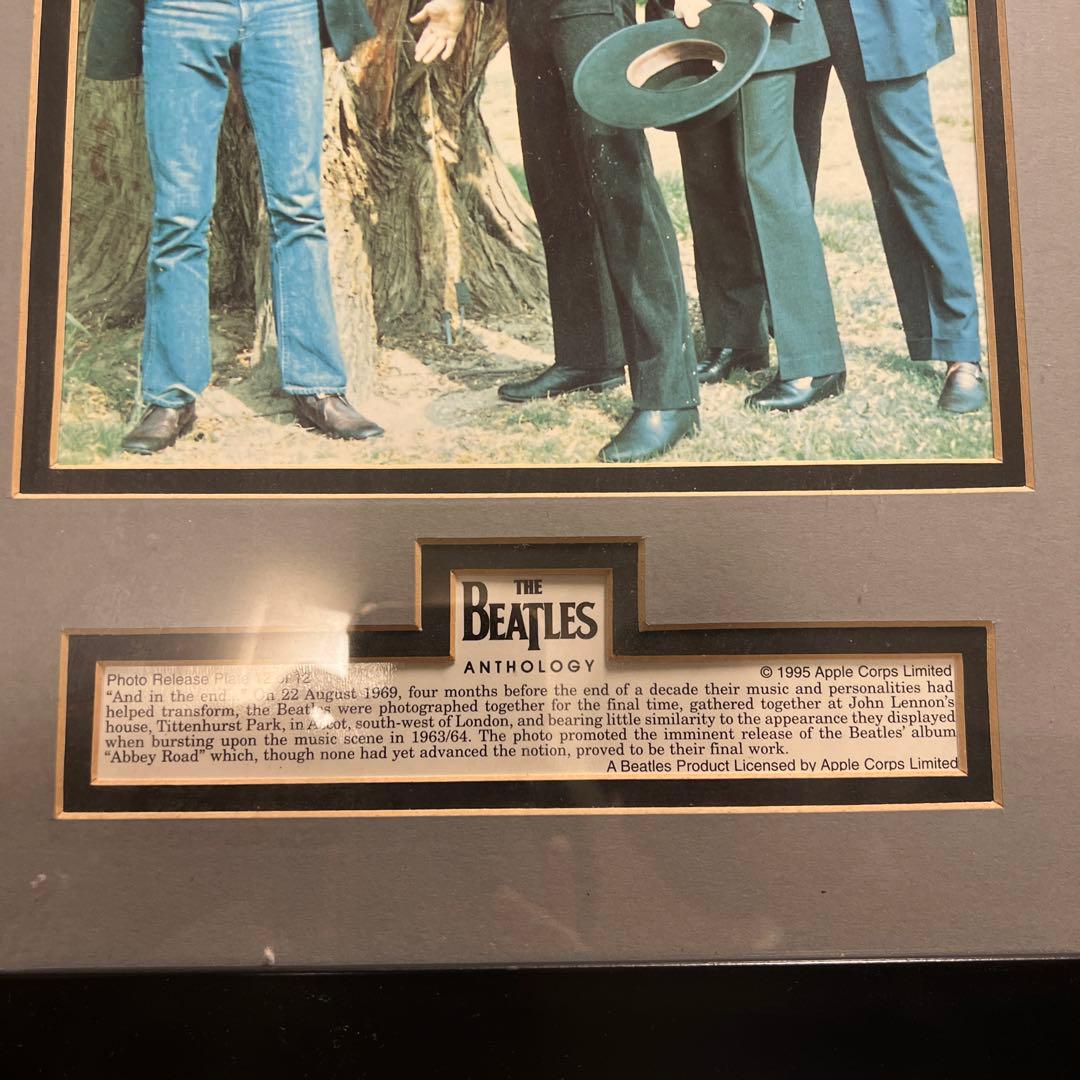 THE
BEATLES
ANTHOLOGY
Photo Release Plate 12 of 12
© 1995 Apple Corps Limited
“And in the end...” On 22 August 1969, four months before the end of a decade their music and personalities had
helped transform, the Beatles were photographed together for the final time, gathered together at John Lennon's
house, Tittenhurst Park, in Ascot, south-west of London, and bearing little similarity to the appearance they displayed
when bursting upon the music scene in 1963/64. The photo promoted the imminent release of the Beatles' album
“Abbey Road” which, though none had yet advanced the notion, proved to be their final work.
A Beatles Product Licensed by Apple Corps Limited